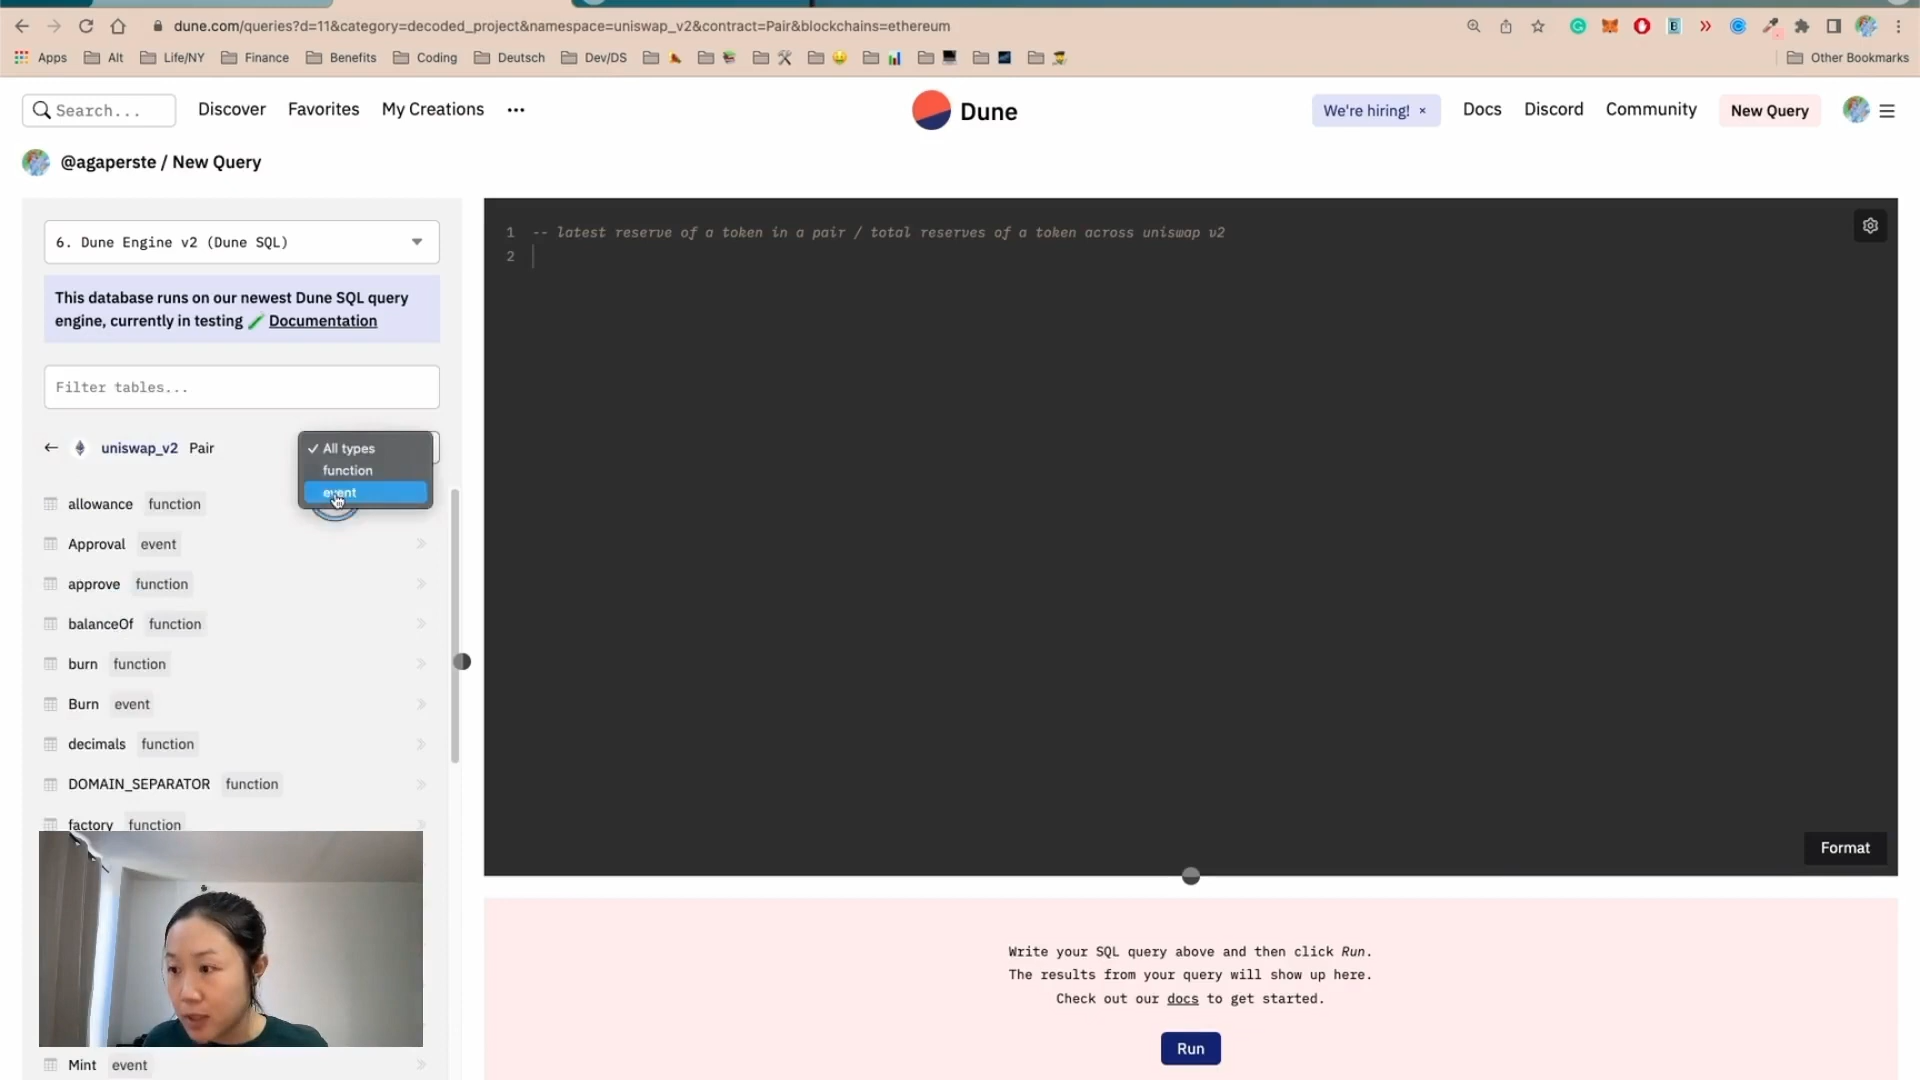 dune.com/queries?d=11&category=decoded_project&namespace=uniswap_v2&contract=Pair&blockchains=ethereum
Apps Alt Life/NY Finance Benefits Coding Deutsch Dev/DS Other Bookmarks
Search... Discover Favorites My Creations ••• Dune We're hiring! × Docs Discord Community New Query
@agaperste / New Query
6. Dune Engine v2 (Dune SQL)
This database runs on our newest Dune SQL query
engine, currently in testing Documentation
Filter tables...
uniswap_v2 Pair
✓ All types
function
event
allowance function
Approval event
approve function
balanceOf function
burn function
Burn event
decimals function
DOMAIN_SEPARATOR function
factory function
Mint event
1 -- latest reserve of a token in a pair / total reserves of a token across uniswap v2
2
Format
Write your SQL query above and then click Run.
The results from your query will show up here.
Check out our docs to get started.
Run